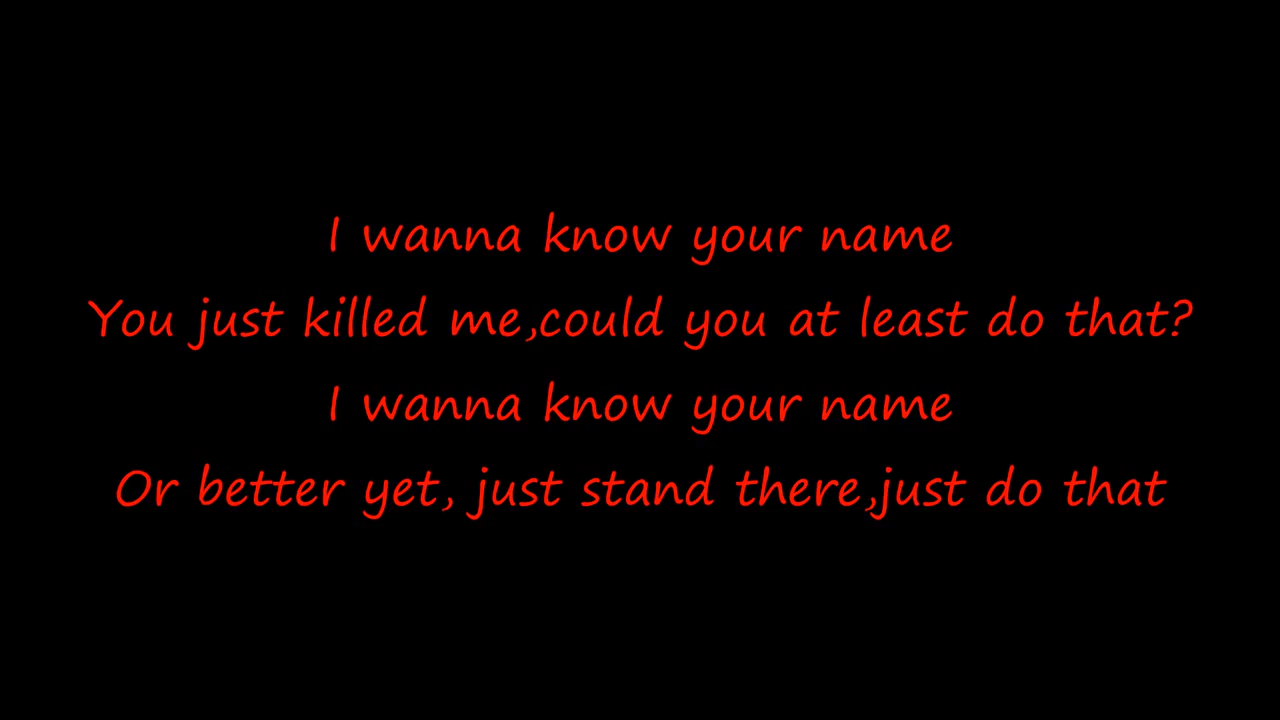 I wanna know your name
You just killed me,could you at least do that?
I wanna know your name
Or better yet, just stand there,just do that